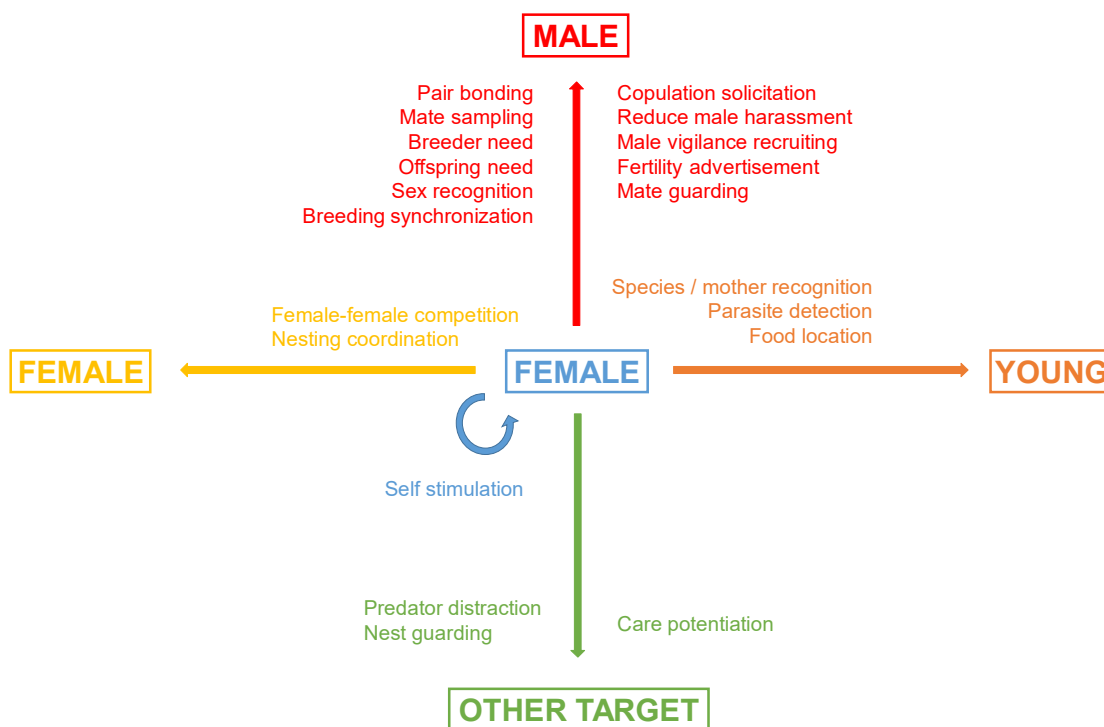 MALE
Pair bonding
Mate sampling
Breeder need
Offspring need
Sex recognition
Breeding synchronization
Copulation solicitation
Reduce male harassment
Male vigilance recruiting
Fertility advertisement
Mate guarding
Species / mother recognition
Parasite detection
Food location
Female-female competition
Nesting coordination
FEMALE
FEMALE
YOUNG
Self stimulation
Predator distraction
Nest guarding
Care potentiation
OTHER TARGET